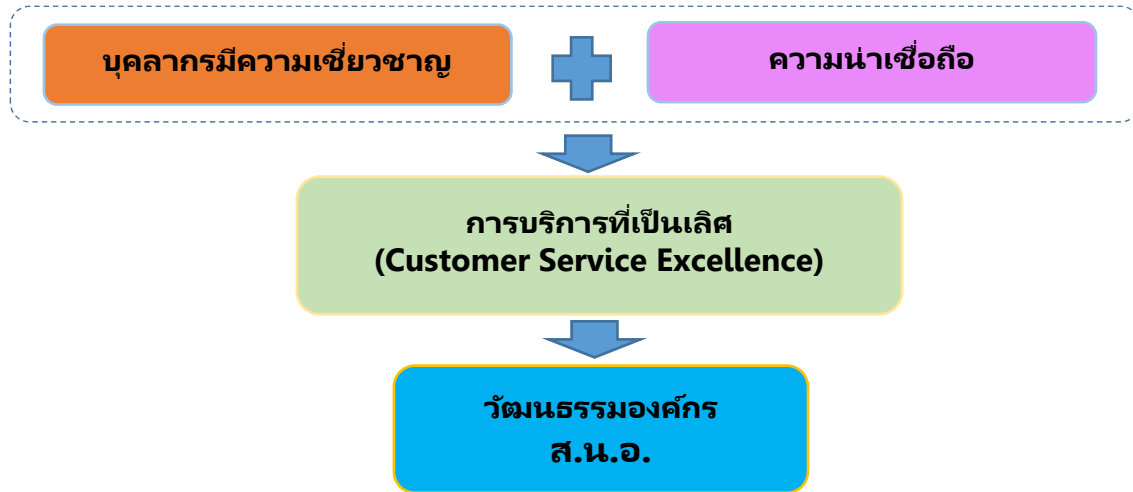 บุคลากรมีความเชี่ยวชาญ
ความน่าเชื่อถือ
การบริการที่เป็นเลิศ
(Customer Service Excellence)
วัฒนธรรมองค์กร
ส.น.อ.